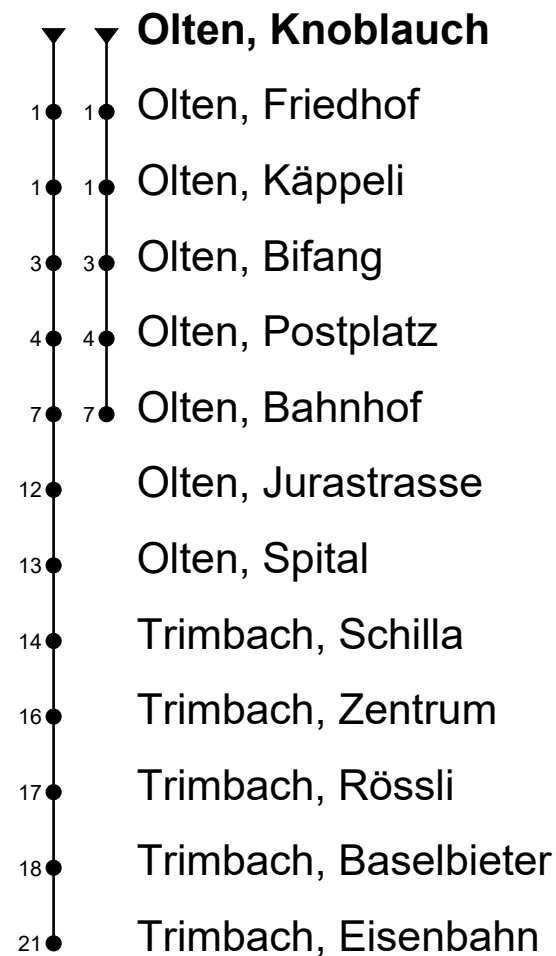 Olten, Knoblauch
1 1 Olten, Friedhof
1 1 Olten, Käppeli
3 3 Olten, Bifang
4 4 Olten, Postplatz
7 7 Olten, Bahnhof
12 Olten, Jurastrasse
13 Olten, Spital
14 Trimbach, Schilla
16 Trimbach, Zentrum
17 Trimbach, Rössli
18 Trimbach, Baselbieter
21 Trimbach, Eisenbahn